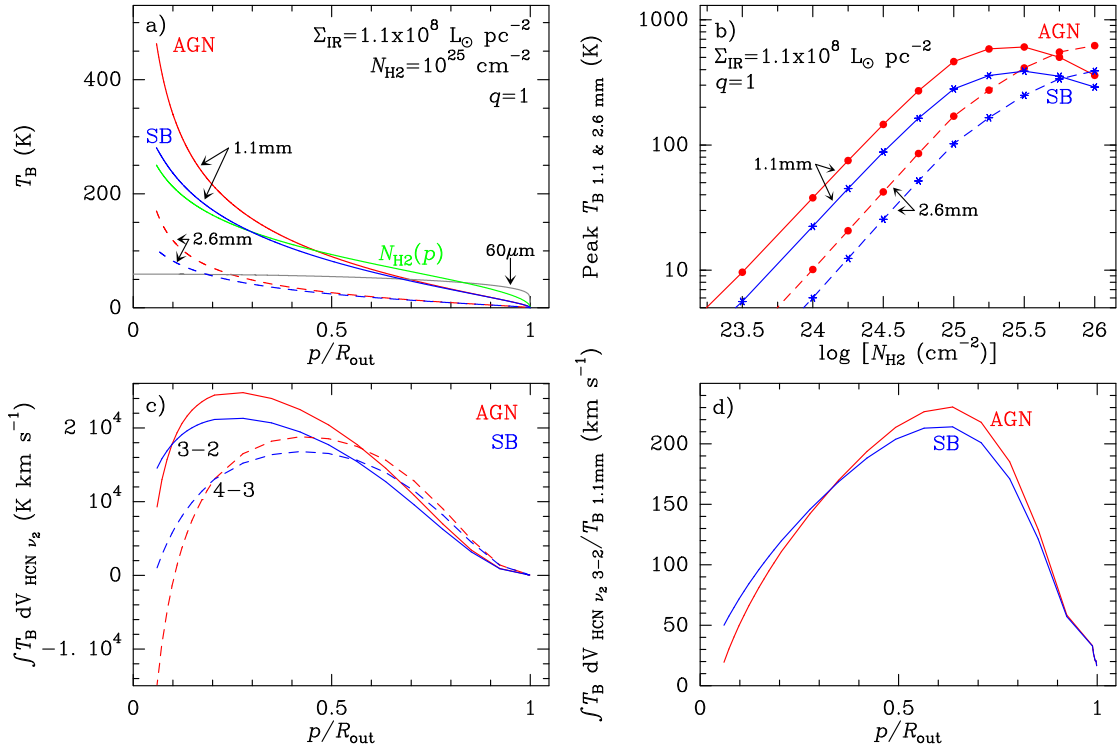 a)
Σ_IR=1.1x10^8 L_⊙ pc^-2
N_H2=10^25 cm^-2
q=1
AGN
SB
1.1mm
2.6mm
N_H2(p)
60μm
T_B (K)
0
200
400
0
0.5
1
p/R_out
b)
Σ_IR=1.1x10^8 L_⊙ pc^-2
q=1
AGN
SB
1.1mm
2.6mm
Peak T_B 1.1 & 2.6 mm (K)
10
100
1000
23.5
24
24.5
25
25.5
26
log [N_H2 (cm^-2)]
c)
AGN
SB
3−2
4−3
∫T_B dV_HCN ν2 (K km s^-1)
2 10^4
10^4
0
-1. 10^4
0
0.5
1
p/R_out
d)
AGN
SB
∫T_B dV_HCN ν2 3−2/T_B 1.1mm (km s^-1)
0
50
100
150
200
0
0.5
1
p/R_out